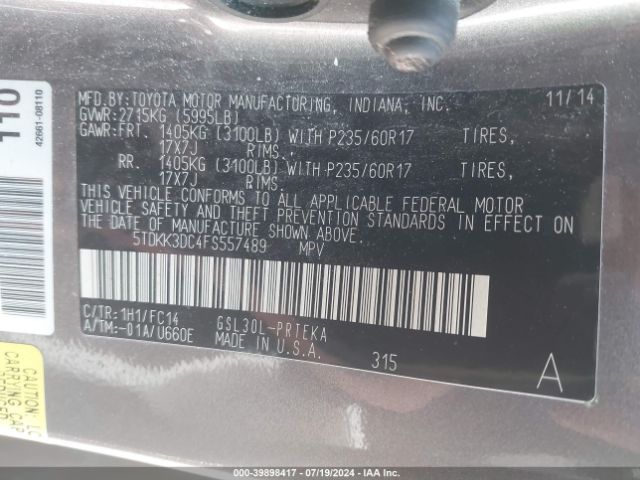 MFD.BY:TOYOTA MOTOR MANUFACTURING, INDIANA, INC. 11/14
GVWR:2715KG (5995LB)
GAWR:FRT. 1405KG (3100LB) WITH P235/60R17 TIRES,
17X7J RIMS.
RR. 1405KG (3100LB) WITH P235/60R17 TIRES,
17X7J RIMS.
THIS VEHICLE CONFORMS TO ALL APPLICABLE FEDERAL MOTOR
VEHICLE SAFETY AND THEFT PREVENTION STANDARDS IN EFFECT ON
THE DATE OF MANUFACTURE SHOWN ABOVE.
5TDKK3DC4FS557489 MPV
C/TR:1H1/FC14 GSL30L-PRTEKA
A/TM:-01A/U660E MADE IN U.S.A. 315 A
42661-08110
CAUTION: LO
CARRYING CAP
000-39898417 - 07/19/2024 - IAA Inc.